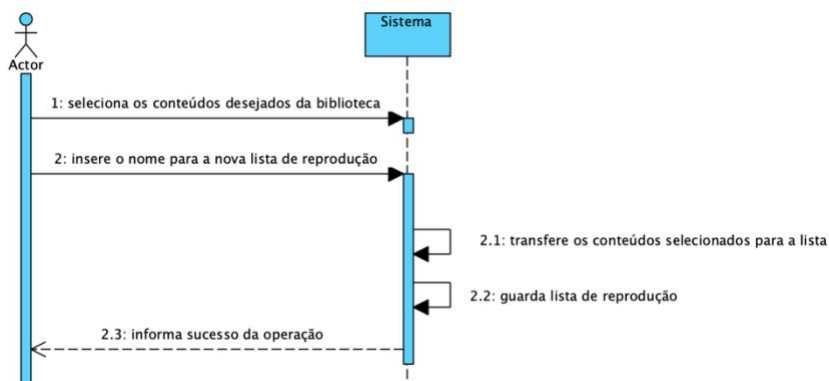 Sistema
Actor
1: seleciona os conteúdos desejados da biblioteca
2: insere o nome para a nova lista de reprodução
2.1: transfere os conteúdos selecionados para a lista
2.2: guarda lista de reprodução
2.3: informa sucesso da operação